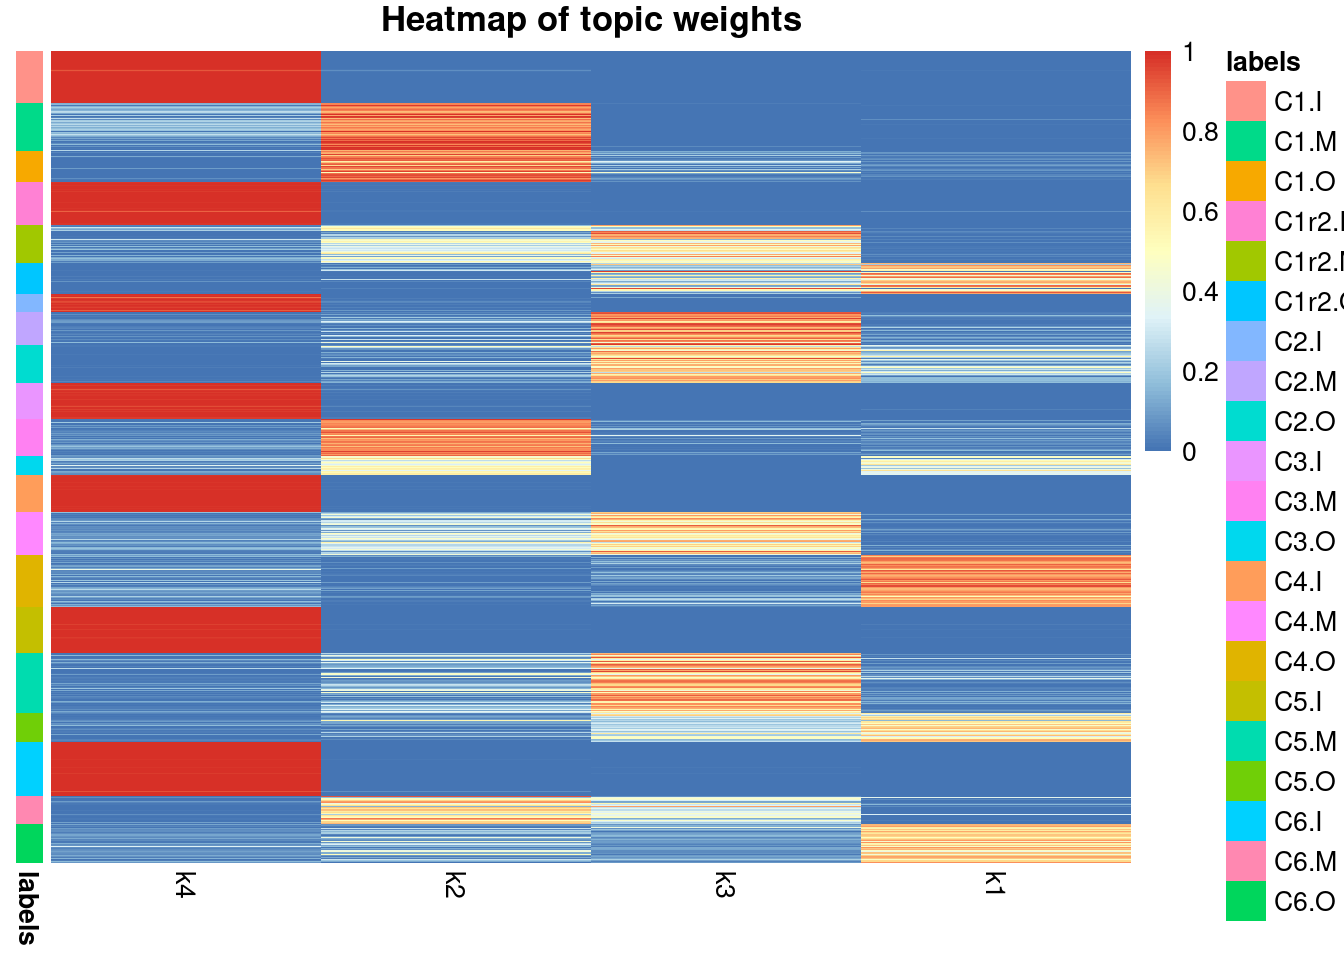 Heatmap of topic weights
1
0.8
0.6
0.4
0.2
0
labels
C1.I
C1.M
C1.O
C1r2.I
C1r2.M
C1r2.O
C2.I
C2.M
C2.O
C3.I
C3.M
C3.O
C4.I
C4.M
C4.O
C5.I
C5.M
C5.O
C6.I
C6.M
C6.O
labels
k4
k2
k3
k1